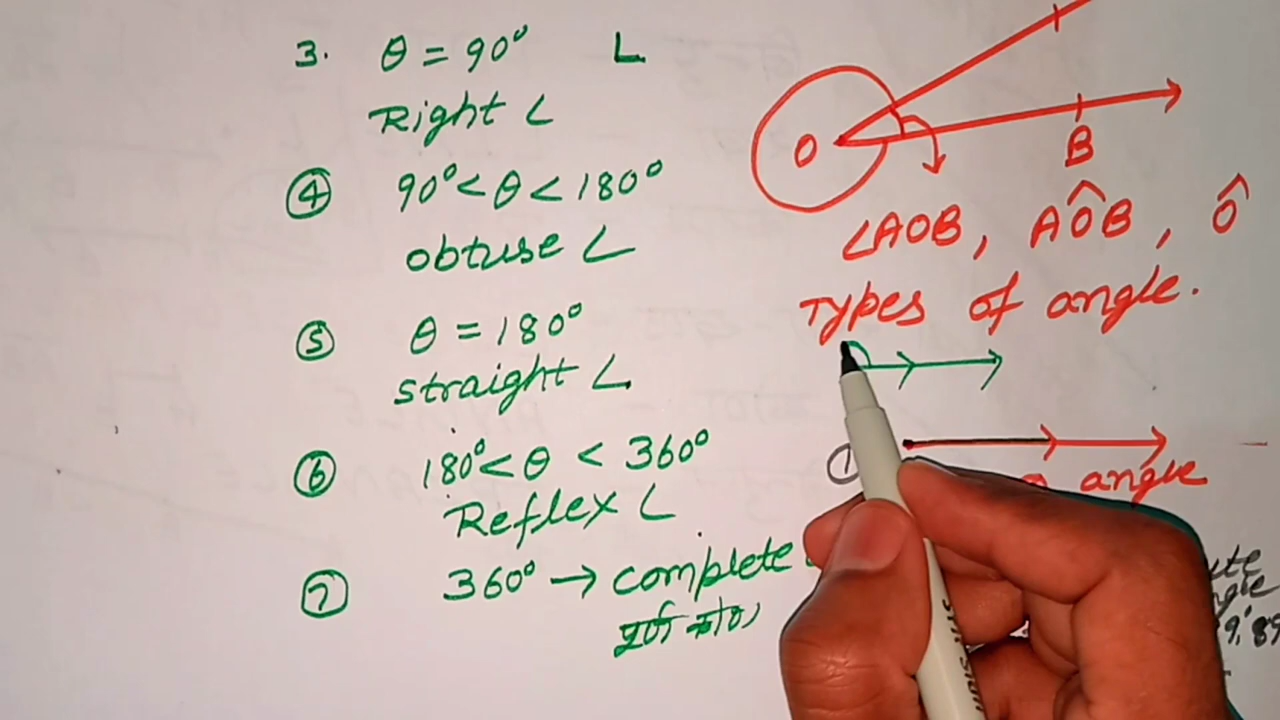 3. θ = 90° L
Right ∠
④ 90° < θ < 180°
obtuse ∠
⑤ θ = 180°
straight ∠
⑥ 180° < θ < 360°
Reflex ∠
⑦ 360° → complete
पूर्ण कोण
O
B
∠AOB, AÔB, Ô
Types of angle.
①
angle